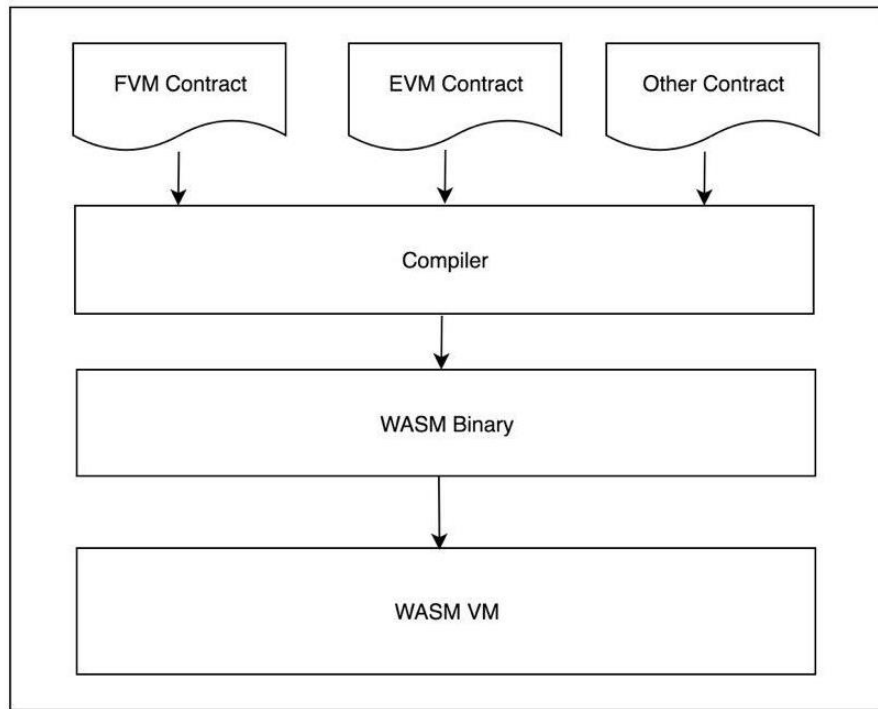 FVM Contract
EVM Contract
Other Contract
Compiler
WASM Binary
WASM VM